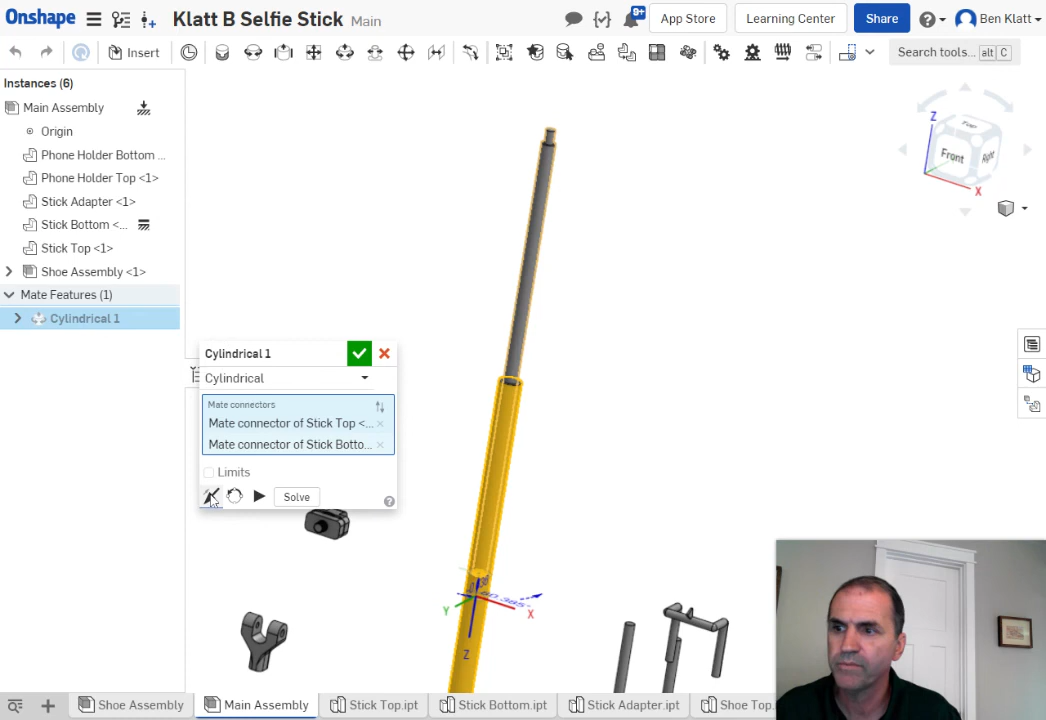 Onshape
Klatt B Selfie Stick Main
9+
App Store
Learning Center
Share
Ben Klatt
Insert
Search tools... alt C
Instances (6)
Main Assembly
Origin
Phone Holder Bottom ...
Phone Holder Top <1>
Stick Adapter <1>
Stick Bottom <...
Stick Top <1>
Shoe Assembly <1>
Mate Features (1)
Cylindrical 1
Cylindrical 1
Cylindrical
Mate connectors
Mate connector of Stick Top <...
Mate connector of Stick Botto...
Limits
Solve
Z
Top
Front
Right
X
Y
X
Z
Shoe Assembly
Main Assembly
Stick Top.ipt
Stick Bottom.ipt
Stick Adapter.ipt
Shoe Top.